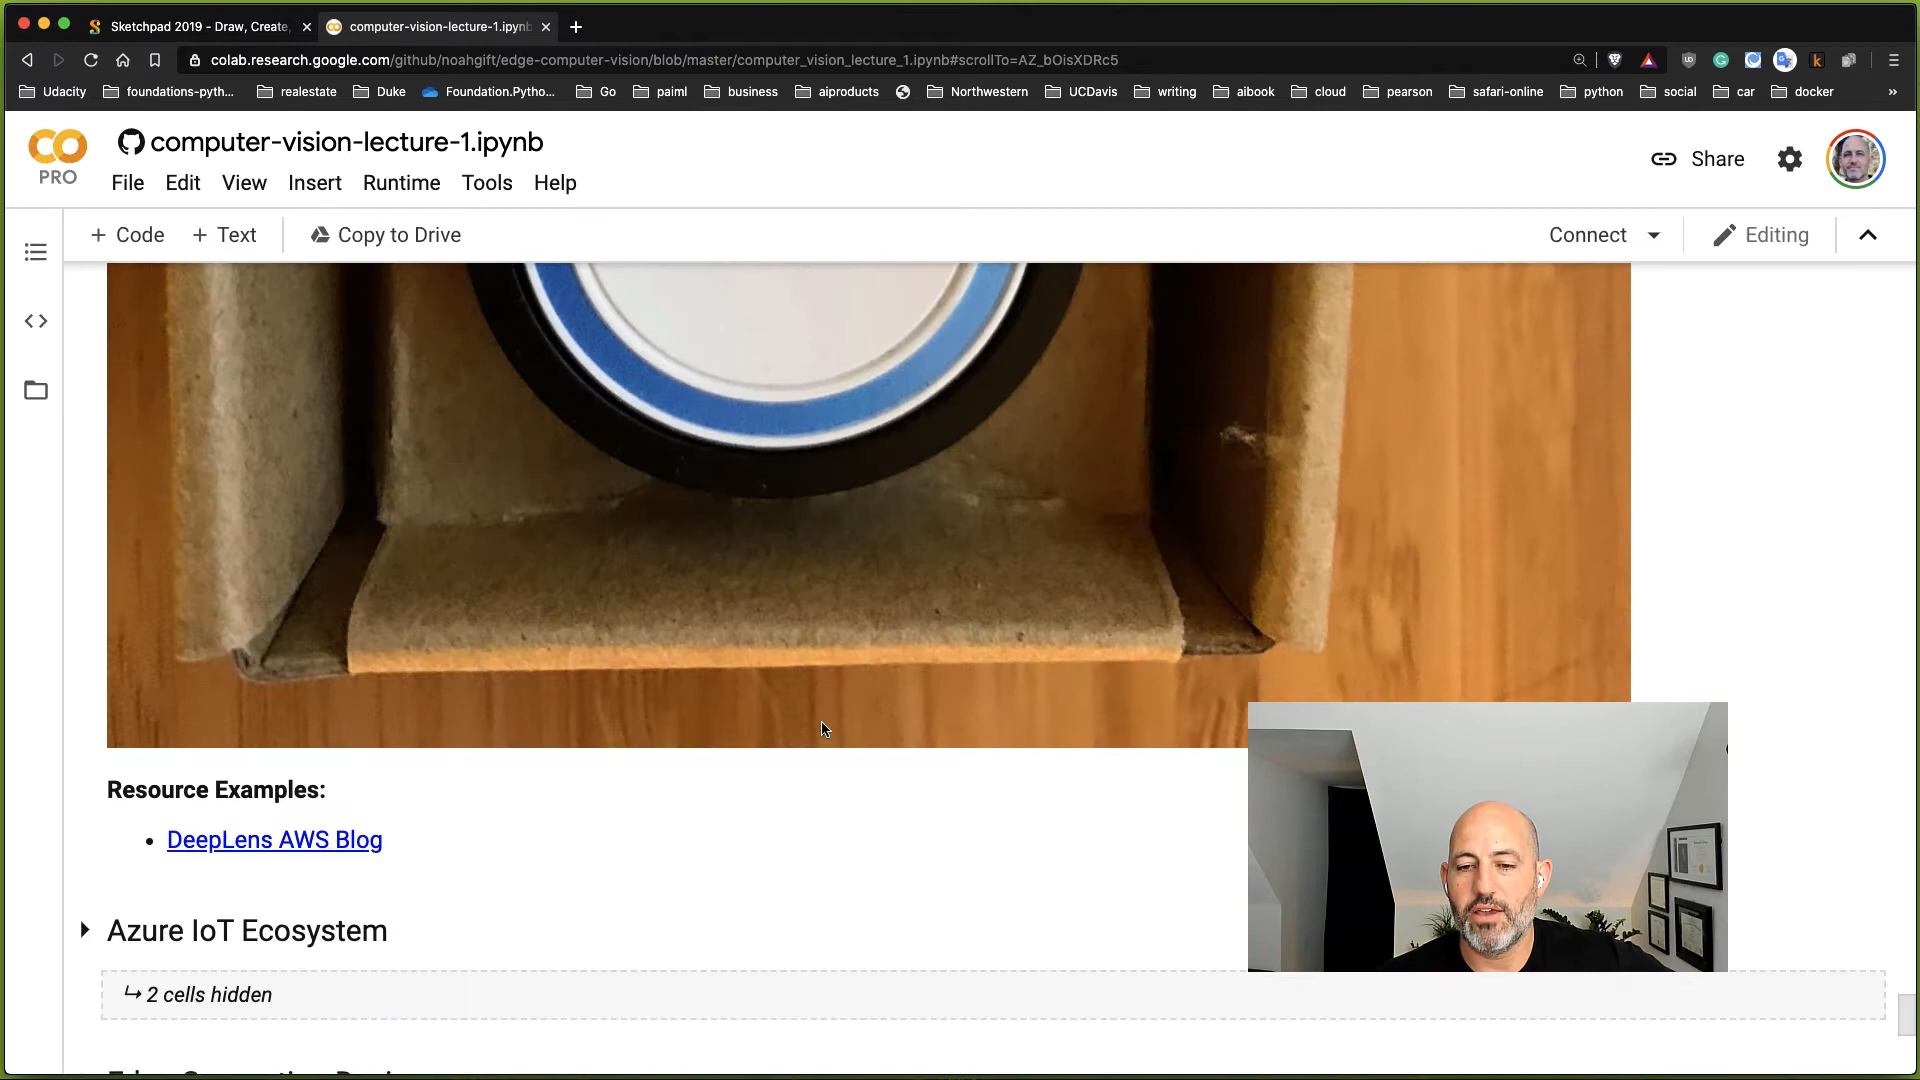 Sketchpad 2019 - Draw, Create,
computer-vision-lecture-1.ipynb
colab.research.google.com/github/noahgift/edge-computer-vision/blob/master/computer_vision_lecture_1.ipynb#scrollTo=AZ_bOisXDRc5
Udacity foundations-pyth... realestate Duke Foundation.Pytho... Go paiml business aiproducts Northwestern UCDavis writing aibook cloud pearson safari-online python social car docker »
CO PRO
computer-vision-lecture-1.ipynb
Share
File Edit View Insert Runtime Tools Help
+ Code + Text Copy to Drive Connect Editing
Resource Examples:
• DeepLens AWS Blog
Azure IoT Ecosystem
2 cells hidden